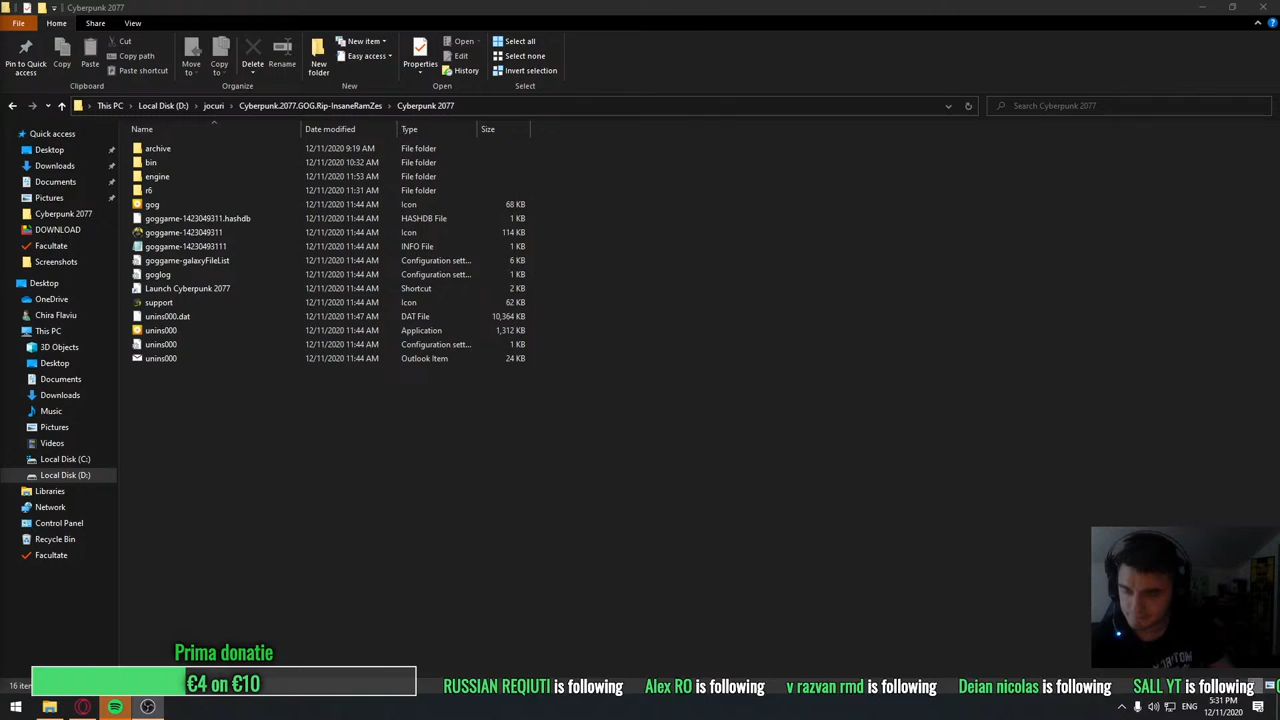 Cyberpunk 2077
File Home Share View
Pin to Quick access
Copy
Paste
Cut
Copy path
Paste shortcut
Clipboard
Move to
Copy to
Delete
Rename
Organize
New folder
New item
Easy access
New
Properties
Open
Edit
History
Open
Select all
Select none
Invert selection
Select
This PC Local Disk (D:) jocuri Cyberpunk.2077.GOG.Rip-InsaneRamZes Cyberpunk 2077
Search Cyberpunk 2077
Quick access
Desktop
Downloads
Documents
Pictures
Cyberpunk 2077
DOWNLOAD
Facultate
Screenshots
Desktop
OneDrive
Chira Flaviu
This PC
3D Objects
Desktop
Documents
Downloads
Music
Pictures
Videos
Local Disk (C:)
Local Disk (D:)
Libraries
Network
Control Panel
Recycle Bin
Facultate
Name Date modified Type Size
archive 12/11/2020 9:19 AM File folder
bin 12/11/2020 10:32 AM File folder
engine 12/11/2020 11:53 AM File folder
r6 12/11/2020 11:31 AM File folder
gog 12/11/2020 11:44 AM Icon 68 KB
goggame-1423049311.hashdb 12/11/2020 11:44 AM HASHDB File 1 KB
goggame-1423049311 12/11/2020 11:44 AM Icon 114 KB
goggame-14230493111 12/11/2020 11:44 AM INFO File 1 KB
goggame-galaxyFileList 12/11/2020 11:44 AM Configuration sett... 6 KB
goglog 12/11/2020 11:44 AM Configuration sett... 1 KB
Launch Cyberpunk 2077 12/11/2020 11:44 AM Shortcut 2 KB
support 12/11/2020 11:44 AM Icon 62 KB
unins000.dat 12/11/2020 11:47 AM DAT File 10,364 KB
unins000 12/11/2020 11:44 AM Application 1,312 KB
unins000 12/11/2020 11:44 AM Configuration sett... 1 KB
unins000 12/11/2020 11:44 AM Outlook Item 24 KB
Prima donatie
€4 on €10
RUSSIAN REQIUTI is following Alex RO is following v razvan rmd is following Deian nicolas is following SALL YT is following
ENG
5:31 PM
12/11/2020